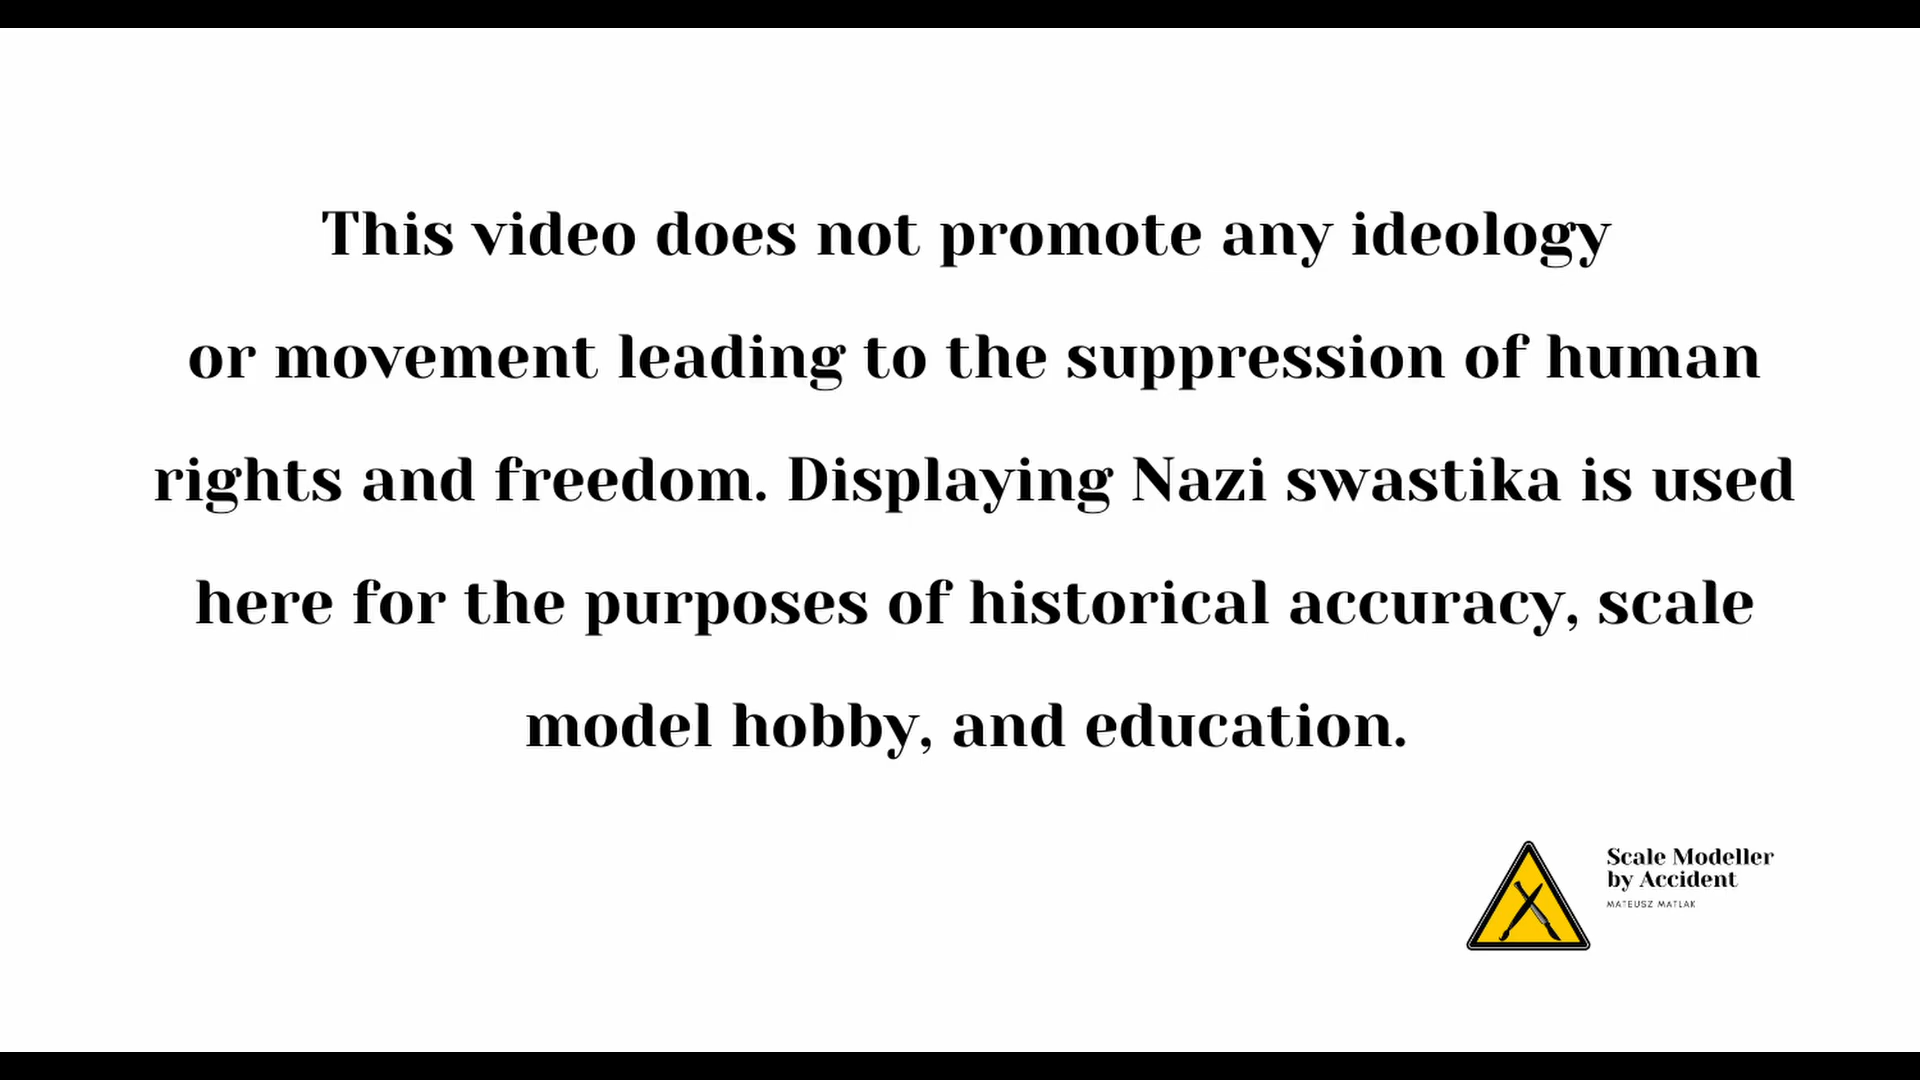 This video does not promote any ideology
or movement leading to the suppression of human
rights and freedom. Displaying Nazi swastika is used
here for the purposes of historical accuracy, scale
model hobby, and education.
Scale Modeller
by Accident
MATEUSZ MATLAK